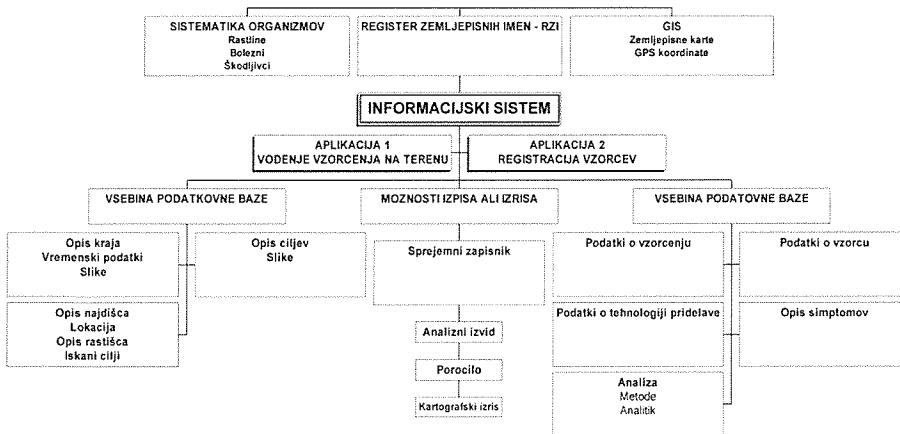 SISTEMATIKA ORGANIZMOV
Rastline
Bolezni
Škodljivci
REGISTER ZEMLJEPISNIH IMEN - RZI
GIS
Zemljepisne karte
GPS koordinate
INFORMACIJSKI SISTEM
APLIKACIJA 1
VODENJE VZORCENJA NA TERENU
APLIKACIJA 2
REGISTRACIJA VZORCEV
VSEBINA PODATKOVNE BAZE
MOZNOSTI IZPISA ALI IZRISA
VSEBINA PODATOVNE BAZE
Opis kraja
Vremenski podatki
Slike
Opis ciljev
Slike
Opis najdišca
Lokacija
Opis rastišca
Iskani cilji
Sprejemni zapisnik
Analizni izvid
Porocilo
Kartografski izris
Podatki o vzorcenju
Podatki o vzorcu
Podatki o tehnologiji pridelave
Opis simptomov
Analiza
Metode
Analitik